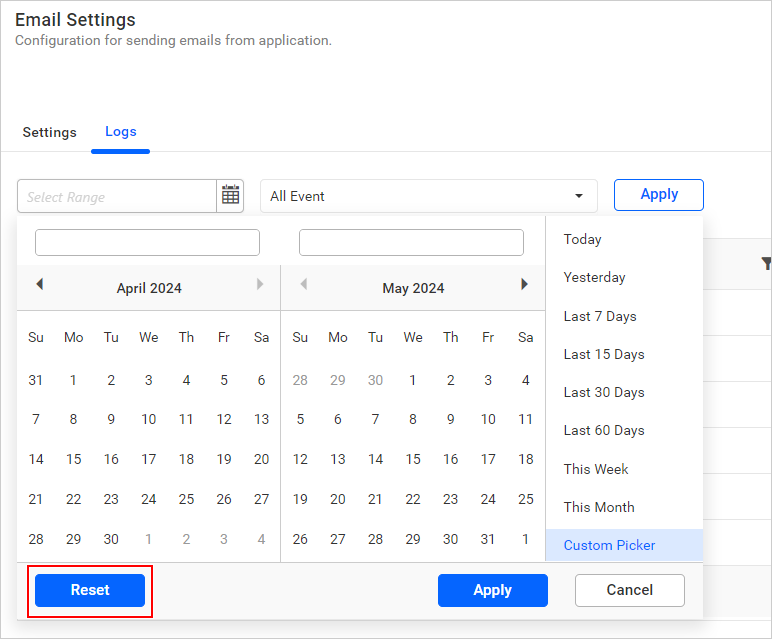 Email Settings
Configuration for sending emails from application.
Settings Logs
Select Range All Event Apply
Today
April 2024 May 2024
Yesterday
Su Mo Tu We Th Fr Sa Su Mo Tu We Th Fr Sa
Last 7 Days
31 1 2 3 4 5 6 28 29 30 1 2 3 4
Last 15 Days
7 8 9 10 11 12 13 5 6 7 8 9 10 11
Last 30 Days
14 15 16 17 18 19 20 12 13 14 15 16 17 18
Last 60 Days
21 22 23 24 25 26 27 19 20 21 22 23 24 25
This Week
28 29 30 1 2 3 4 26 27 28 29 30 31 1
This Month
Custom Picker
Reset Apply Cancel